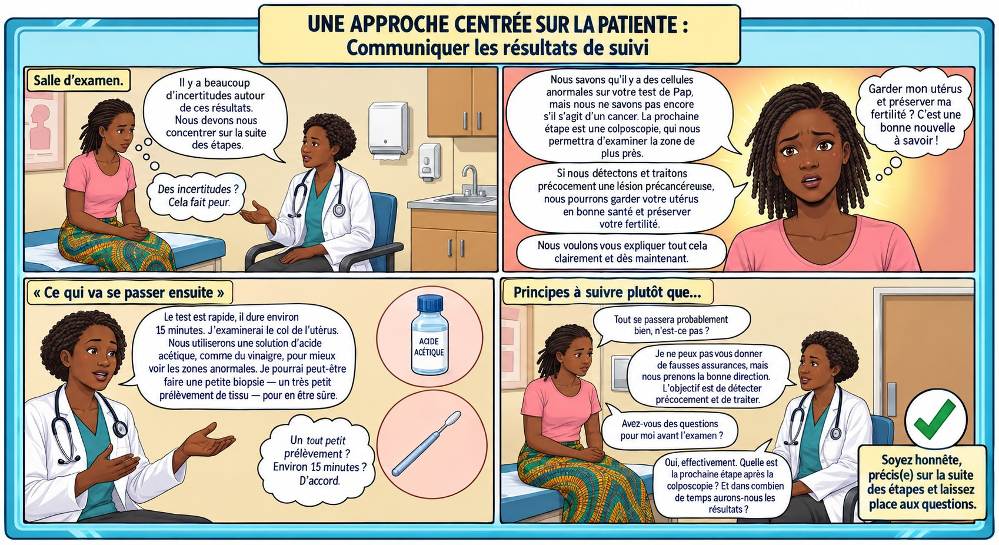 UNE APPROCHE CENTRÉE SUR LA PATIENTE :
Communiquer les résultats de suivi
Salle d’examen.
Il y a beaucoup
d’incertitudes autour
de ces résultats.
Nous devons nous
concentrer sur la suite
des étapes.
Des incertitudes ?
Cela fait peur.
Nous savons qu’il y a des cellules
anormales sur votre test de Pap,
mais nous ne savons pas encore
s’il s’agit d’un cancer. La prochaine
étape est une colposcopie, qui nous
permettra d’examiner la zone de
plus près.
Si nous détectons et traitons
précocement une lésion précancéreuse,
nous pourrons garder votre utérus
en bonne santé et préserver
votre fertilité.
Nous voulons vous expliquer tout cela
clairement et dès maintenant.
Garder mon utérus
et préserver ma
fertilité ? C’est une
bonne nouvelle
à savoir !
« Ce qui va se passer ensuite »
Le test est rapide, il dure environ
15 minutes. J’examinerai le col de l’utérus.
Nous utiliserons une solution d’acide
acétique, comme du vinaigre, pour mieux
voir les zones anormales. Je pourrai peut-être
faire une petite biopsie — un très petit
prélèvement de tissu — pour en être sûre.
ACIDE
ACÉTIQUE
Un tout petit
prélèvement ?
Environ 15 minutes ?
D’accord.
Principes à suivre plutôt que...
Tout se passera probablement
bien, n’est-ce pas ?
Je ne peux pas vous donner
de fausses assurances, mais
nous prenons la bonne direction.
L’objectif est de détecter
précocement et de traiter.
Avez-vous des questions
pour moi avant l’examen ?
Oui, effectivement. Quelle est
la prochaine étape après la
colposcopie ? Et dans combien
de temps aurons-nous les
résultats ?
Soyez honnête,
précis(e) sur la suite
des étapes et laissez
place aux questions.